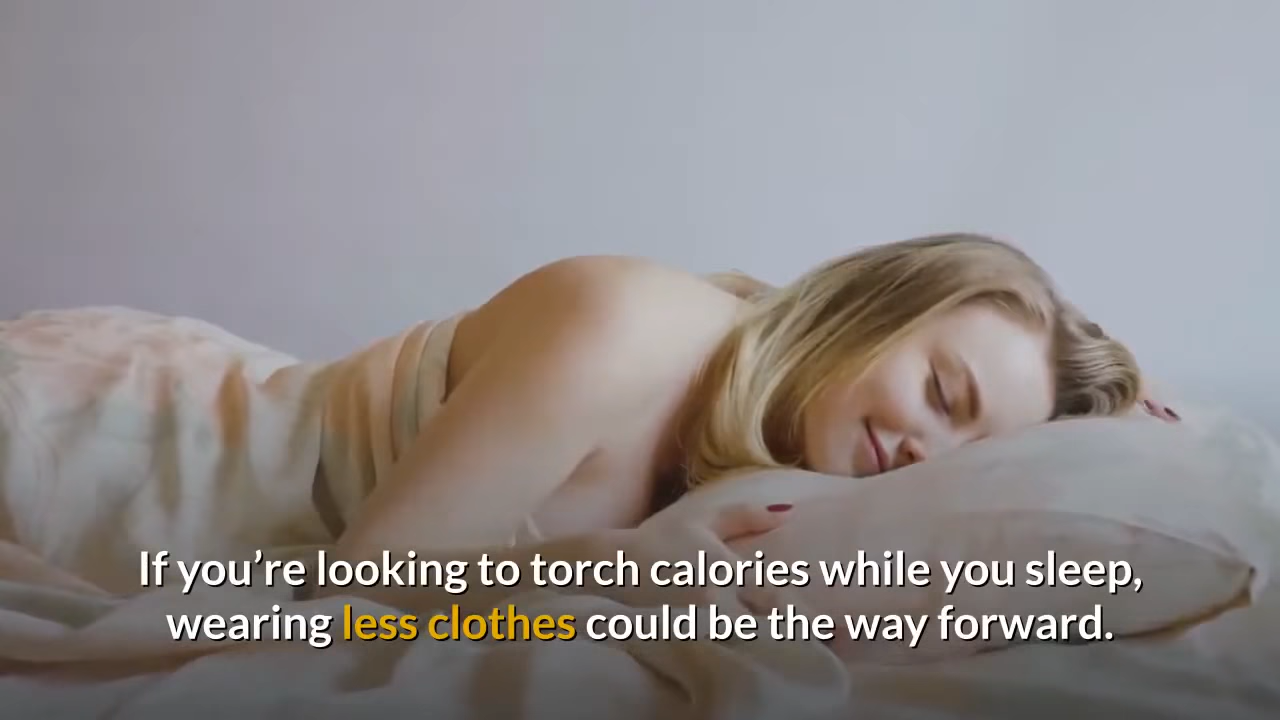 If you’re looking to torch calories while you sleep,
wearing less clothes could be the way forward.